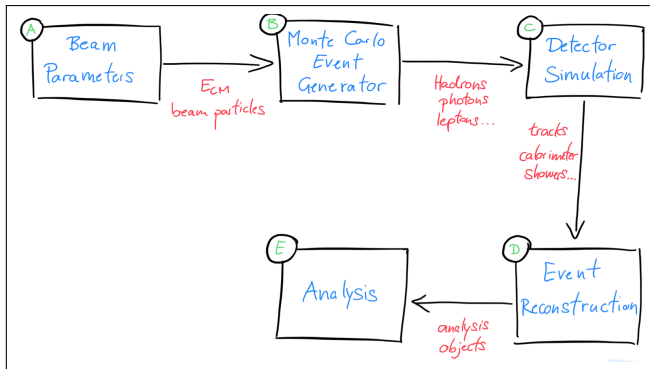 A
Beam
Parameters
E_CM
beam particles
B
Monte Carlo
Event
Generator
Hadrons
photons
leptons...
C
Detector
Simulation
tracks
calorimeter
showers...
D
Event
Reconstruction
analysis
objects
E
Analysis